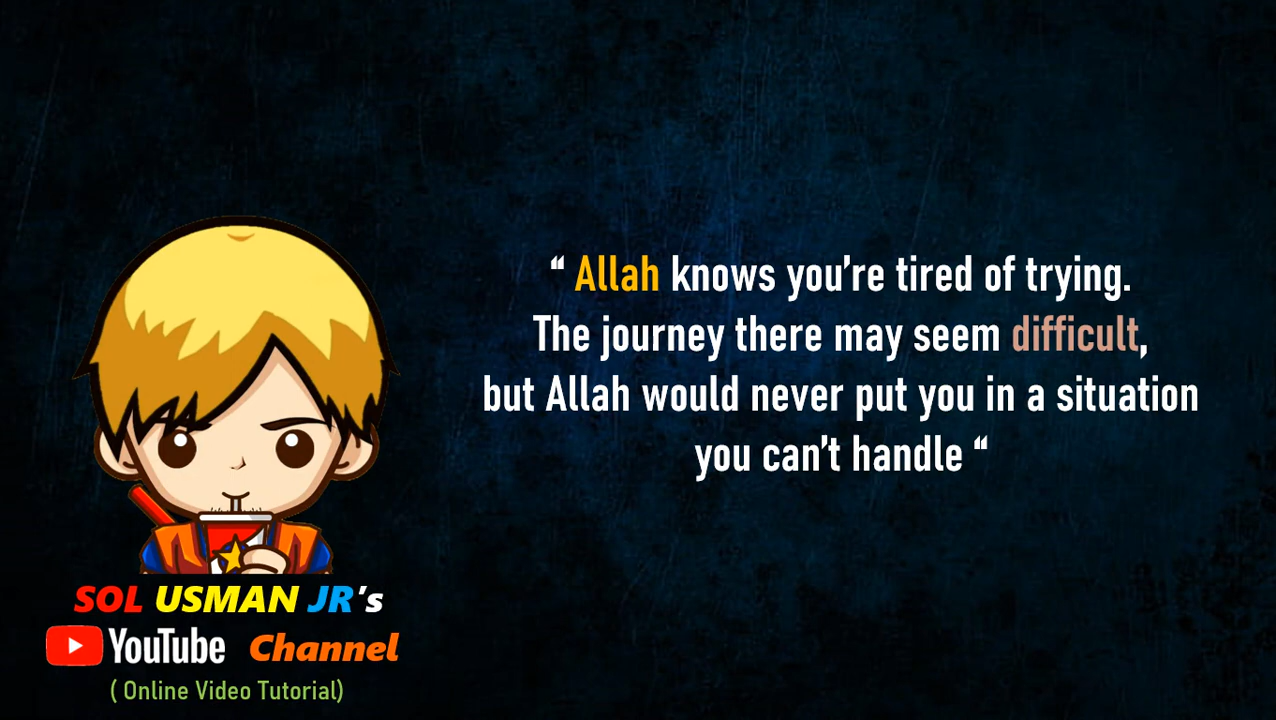 “ Allah knows you’re tired of trying.
The journey there may seem difficult,
but Allah would never put you in a situation
you can’t handle “
SOL USMAN JR’s
YouTube Channel
( Online Video Tutorial)